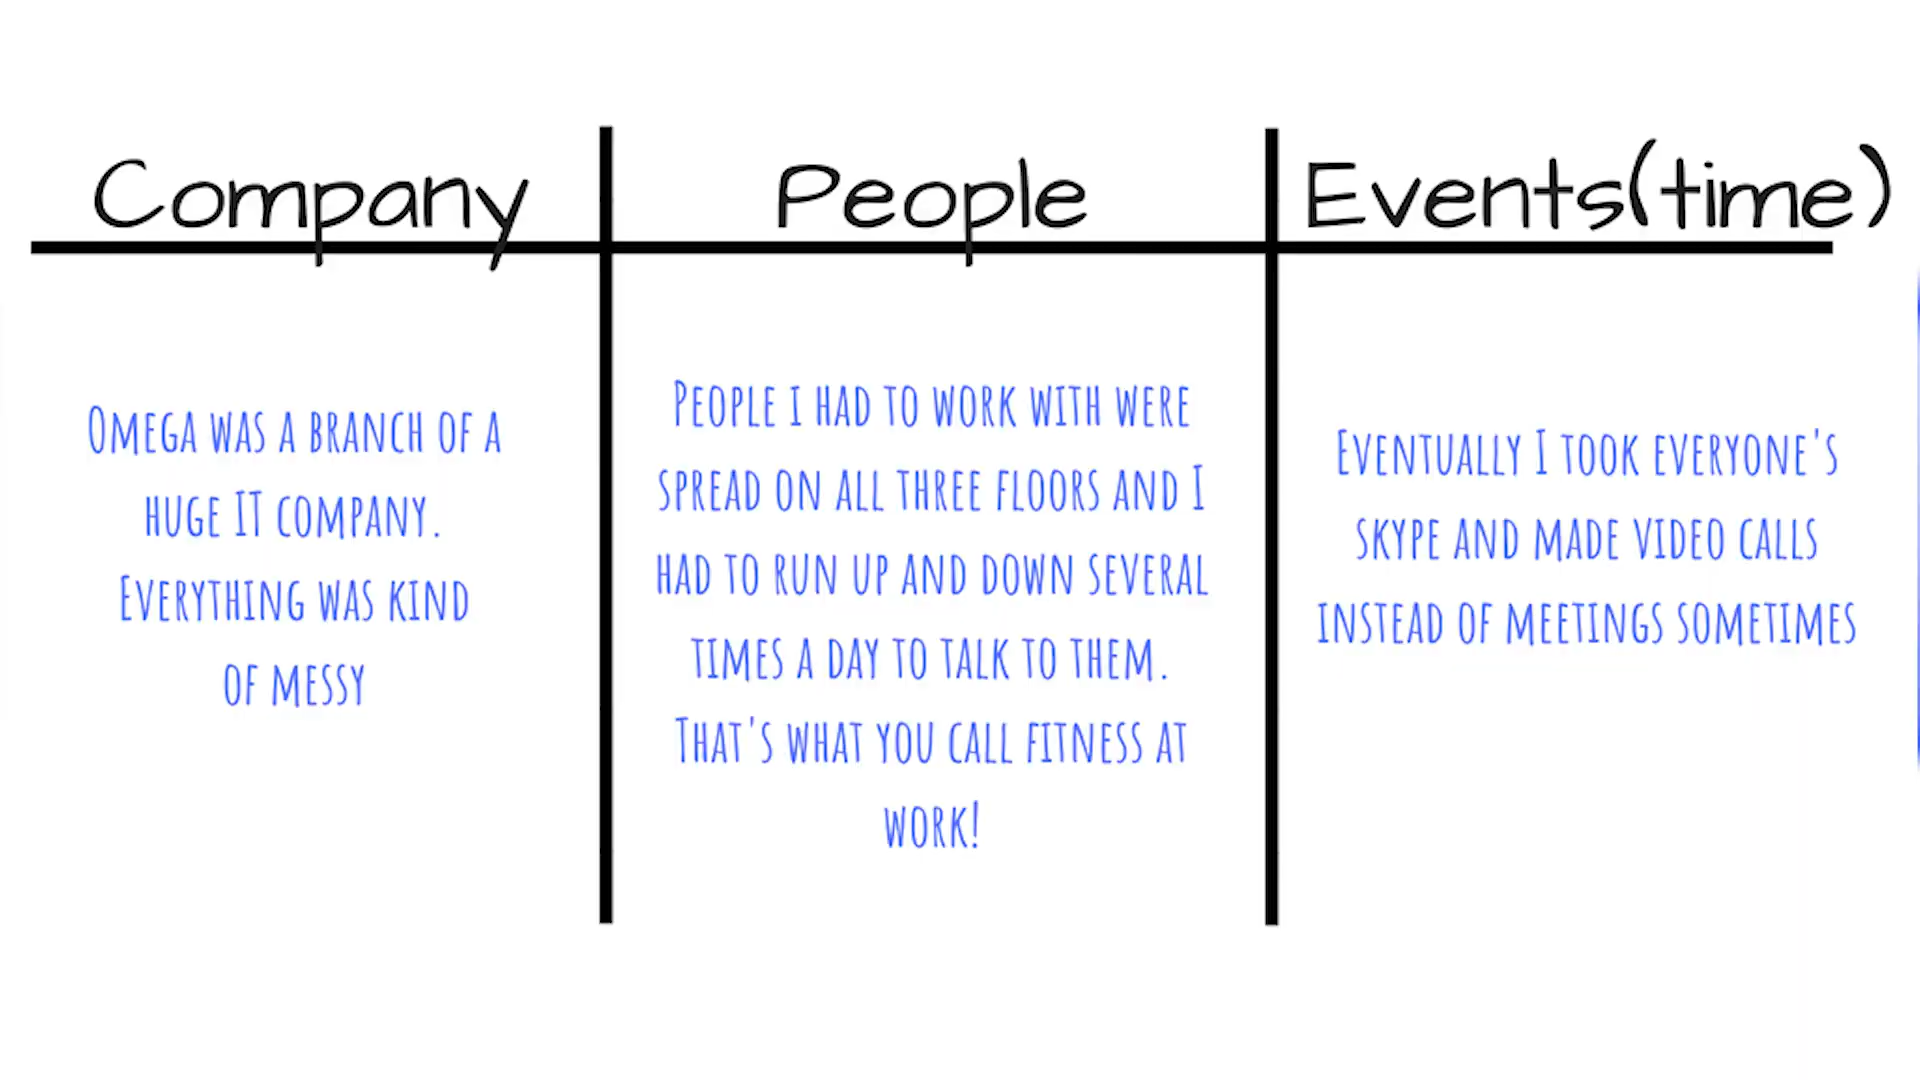 Company
People
Events(time)
Omega was a branch of a
huge IT company.
Everything was kind
of messy
People I had to work with were
spread on all three floors and I
had to run up and down several
times a day to talk to them.
That's what you call fitness at
work!
Eventually I took everyone's
skype and made video calls
instead of meetings sometimes